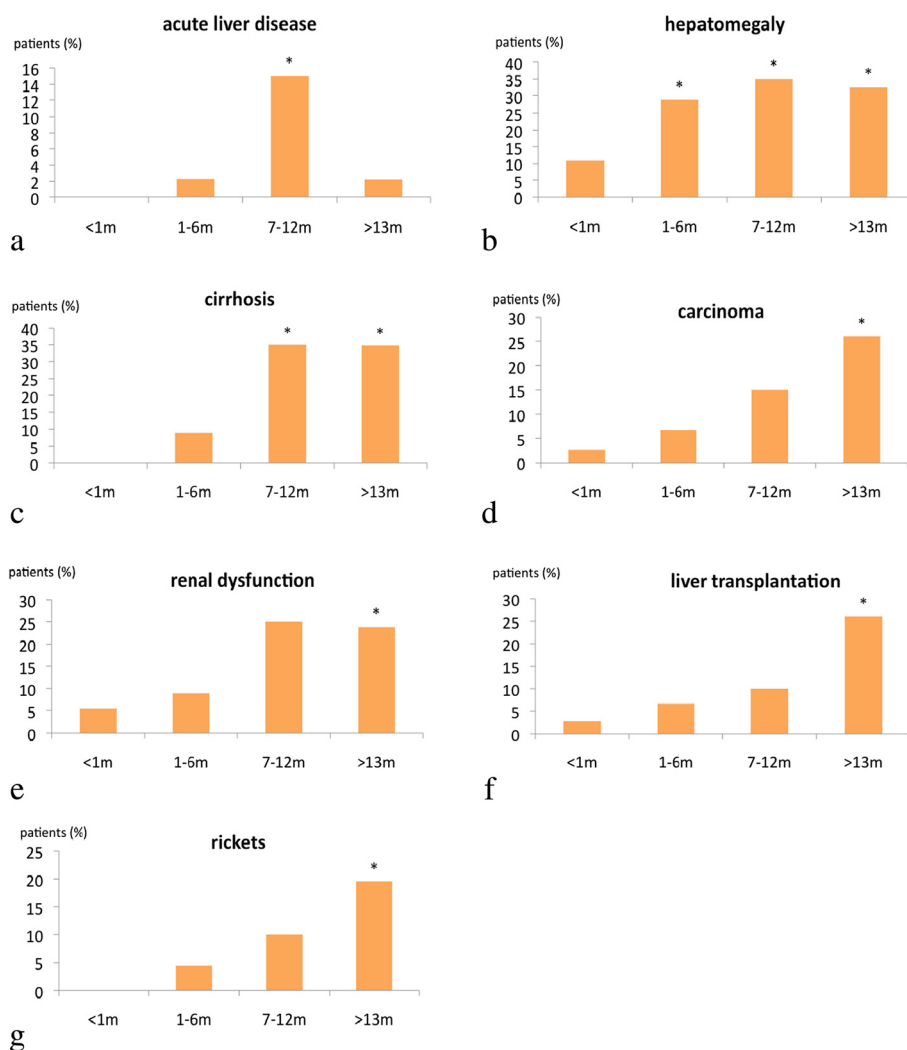 acute liver disease
patients (%)
16
14
12
10
8
6
4
2
0
*
<1m 1-6m 7-12m >13m
a
hepatomegaly
patients (%)
40
35
30
25
20
15
10
5
0
* * *
<1m 1-6m 7-12m >13m
b
cirrhosis
patients (%)
40
35
30
25
20
15
10
5
0
* *
<1m 1-6m 7-12m >13m
c
patients (%)
carcinoma
30
25
20
15
10
5
0
*
<1m 1-6m 7-12m >13m
d
patients (%)
renal dysfunction
30
25
20
15
10
5
0
*
<1m 1-6m 7-12m >13m
e
patients (%)
liver transplantation
30
25
20
15
10
5
0
*
<1m 1-6m 7-12m >13m
f
patients (%)
rickets
25
20
15
10
5
0
*
<1m 1-6m 7-12m >13m
g